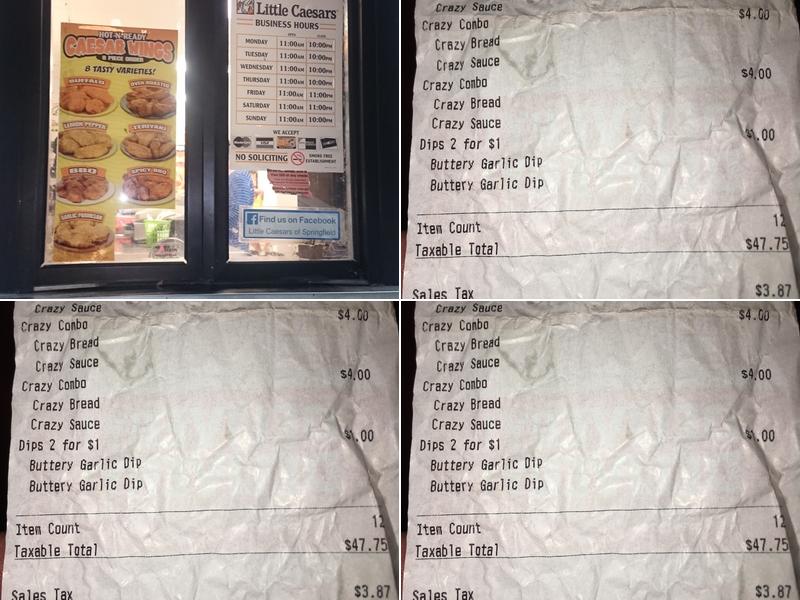 HOT-N-READY
CAESAR WINGS
8 PIECE ORDER
8 TASTY VARIETIES!
BUFFALO
OVEN ROASTED
LEMON PEPPER
TERIYAKI
BBQ
SPICY BBQ
GARLIC PARMESAN
Little Caesars
BUSINESS HOURS
OPEN CLOSE
MONDAY 11:00AM 10:00PM
TUESDAY 11:00AM 10:00PM
WEDNESDAY 11:00AM 10:00PM
THURSDAY 11:00AM 10:00PM
FRIDAY 11:00AM 11:00PM
SATURDAY 11:00AM 11:00PM
SUNDAY 11:00AM 10:00PM
WE ACCEPT
VISA
NO SOLICITING
SMOKE FREE
ESTABLISHMENT
f Find us on Facebook
Little Caesars of Springfield
Crazy Sauce
$4.00
Crazy Combo
Crazy Bread
Crazy Sauce
$4.00
Crazy Combo
Crazy Bread
Crazy Sauce
$1.00
Dips 2 for $1
Buttery Garlic Dip
Buttery Garlic Dip
Item Count 12
Taxable Total $47.75
Sales Tax $3.87
Crazy Sauce
$4.00
Crazy Combo
Crazy Bread
Crazy Sauce
$4.00
Crazy Combo
Crazy Bread
Crazy Sauce
$1.00
Dips 2 for $1
Buttery Garlic Dip
Buttery Garlic Dip
Item Count 12
Taxable Total $47.75
Sales Tax $3.87
Crazy Sauce
$4.00
Crazy Combo
Crazy Bread
Crazy Sauce
$4.00
Crazy Combo
Crazy Bread
Crazy Sauce
$1.00
Dips 2 for $1
Buttery Garlic Dip
Buttery Garlic Dip
Item Count 12
Taxable Total $47.75
Sales Tax $3.87